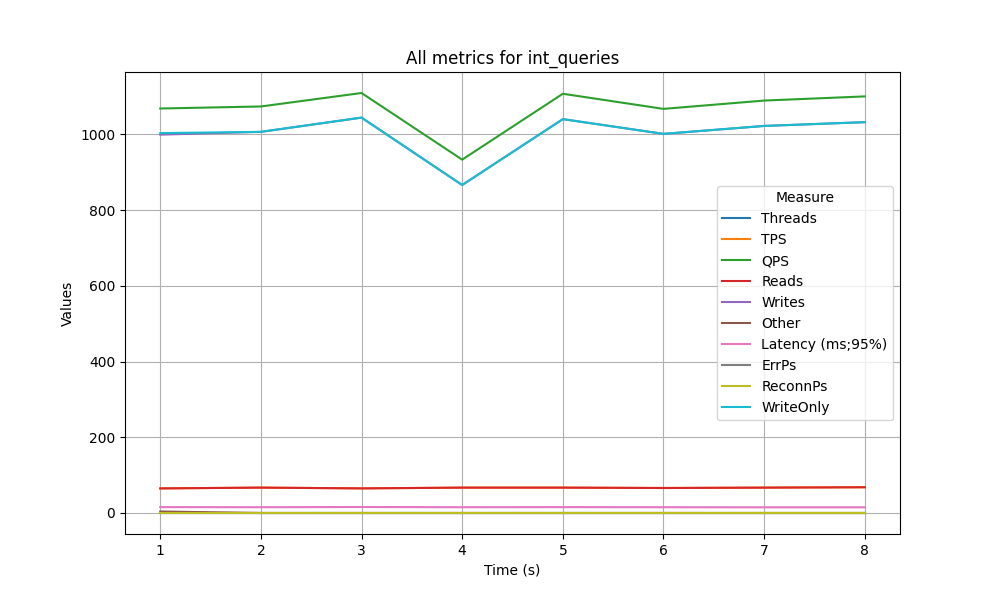 All metrics for int_queries
Values
1000
800
600
400
200
0
Measure
Threads
TPS
QPS
Reads
Writes
Other
Latency (ms;95%)
ErrPs
ReconnPs
WriteOnly
1 2 3 4 5 6 7 8
Time (s)